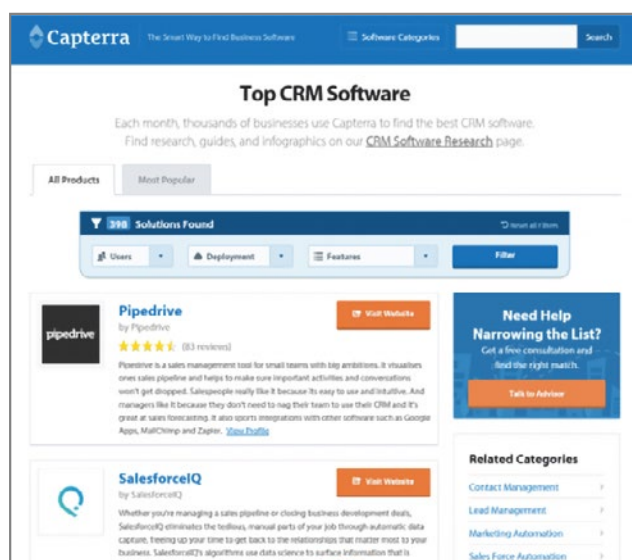 Capterra
The Smart Way to Find Business Software
Software Categories
Search
Top CRM Software
Each month, thousands of businesses use Capterra to find the best CRM software.
Find research, guides, and infographics on our CRM Software Research page.
All Products
Most Popular
398 Solutions Found
Users
Deployment
Features
Filter
pipedrive
Pipedrive
by Pipedrive
(83 reviews)
Visit Website
Pipedrive is a sales management tool for small teams with big ambitions. It visualises
ones sales pipeline and helps to make sure important activities and conversations
won't get dropped. Salespeople really like it because its easy to use and intuitive. And
managers like it because they don't need to nag their team to use their CRM and it's
great at sales forecasting. It also sports integrations with other software such as Google
Apps, MailChimp and Zapier. View Profile
Need Help
Narrowing the List?
Get a free consultation and
find the right match.
Talk to Advisor
SalesforceIQ
by SalesforceIQ
Visit Website
Whether you're managing a sales pipeline or closing business development deals,
SalesforceIQ eliminates the tedious, manual parts of your job through automatic data
capture, freeing up your time to get back to the relationships that matter most to your
business. SalesforceIQ's algorithms use data science to surface information that is
Related Categories
Contact Management
Lead Management
Marketing Automation
Sales Force Automation